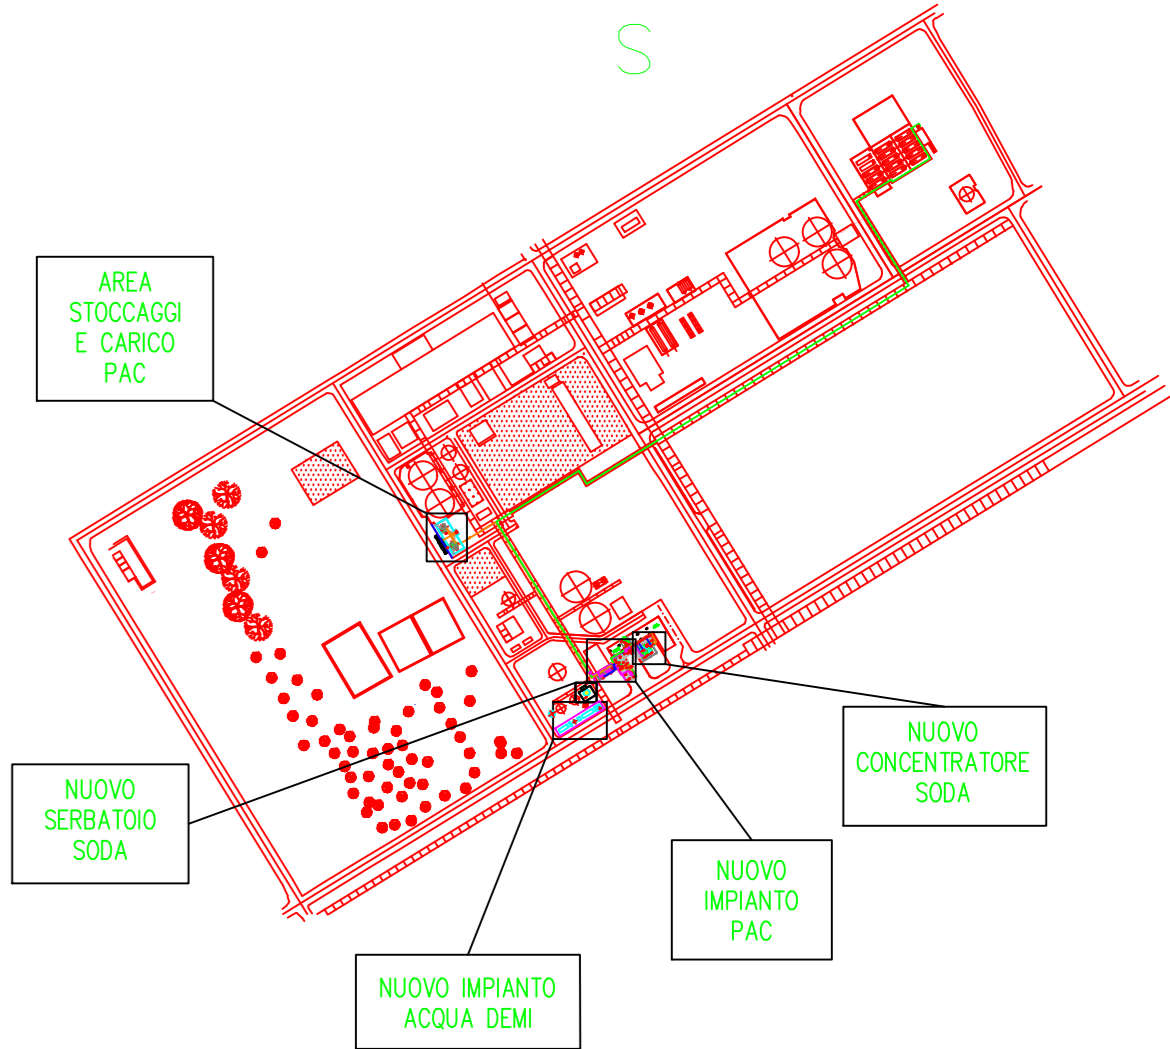 S
AREA
STOCCAGGI
E CARICO
PAC
NUOVO
CONCENTRATORE
SODA
NUOVO
SERBATOIO
SODA
NUOVO
IMPIANTO
PAC
NUOVO IMPIANTO
ACQUA DEMI